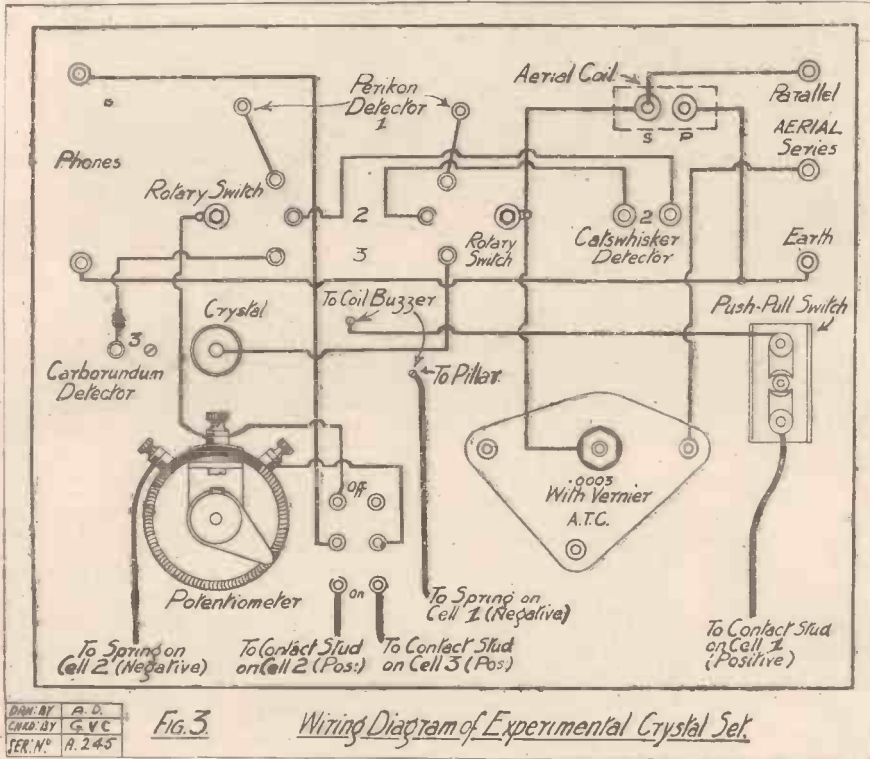 Perikon
Detector
1
Aerial Coil
S P
Parallel
AERIAL
Series
Phones
Rotary Switch
2
3
Rotary
Switch
2
Catswhisker
Detector
Earth
Crystal
To Coil Buzzer
Push-Pull Switch
3
Carborundum
Detector
To Pillar
Off
.0003
With Vernier
A.T.C.
On
Potentiometer
To Spring on
Cell 1 (Negative)
To Spring on
Cell 2 (Negative)
To Contact Stud
on Cell 2 (Pos:)
To Contact Stud
on Cell 3 (Pos:)
To Contact Stud
on Cell 1
(Positive)
DRN: BY A.D.
CHKD: BY G.V.C
SER: Nº A.245
FIG. 3.
Wiring Diagram of Experimental Crystal Set.